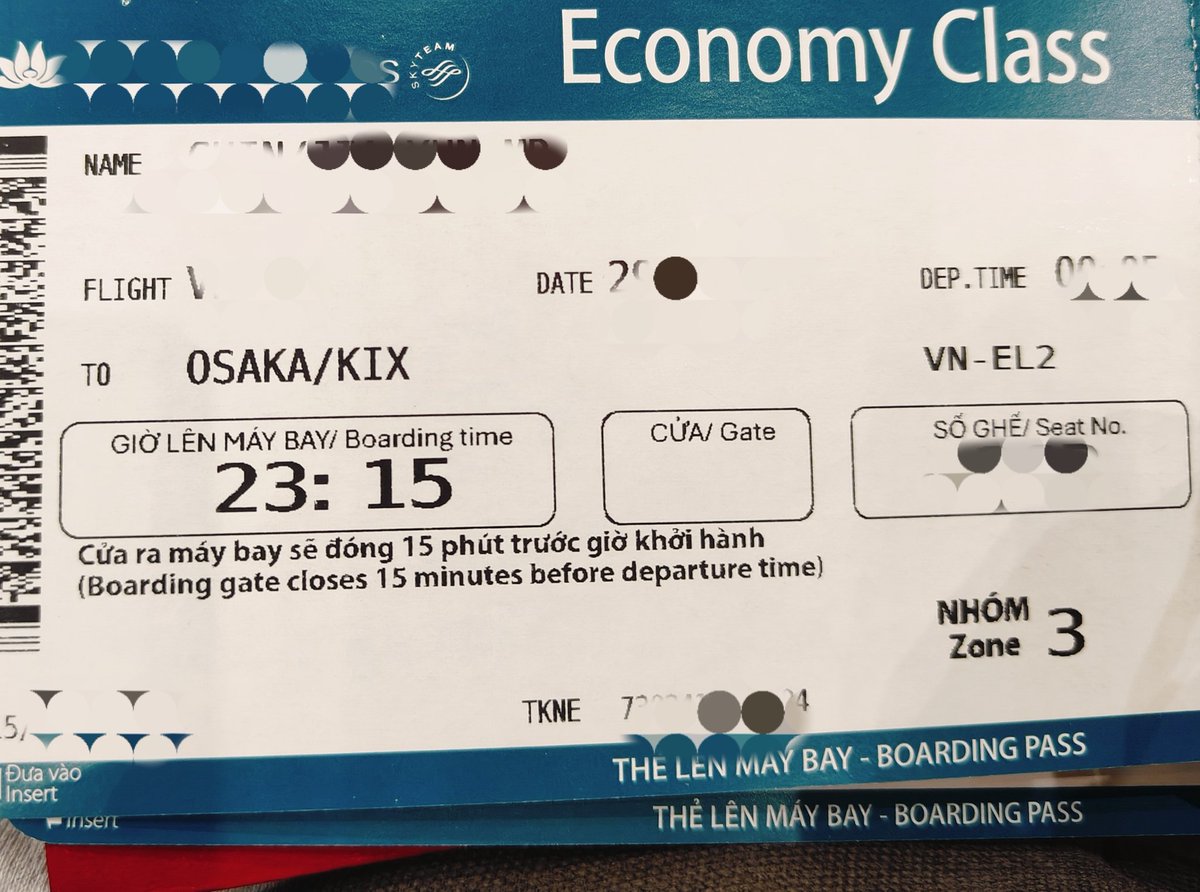 SKYTEAM
Economy Class
NAME
FLIGHT
DATE
DEP.TIME
TO OSAKA/KIX
VN-EL2
GIỜ LÊN MÁY BAY/ Boarding time
23: 15
CỬA/ Gate
SỐ GHẾ/ Seat No.
Cửa ra máy bay sẽ đóng 15 phút trước giờ khởi hành
(Boarding gate closes 15 minutes before departure time)
NHÓM
Zone 3
TKNE
Đưa vào
Insert
THẺ LÊN MÁY BAY - BOARDING PASS
Insert
THẺ LÊN MÁY BAY - BOARDING PASS